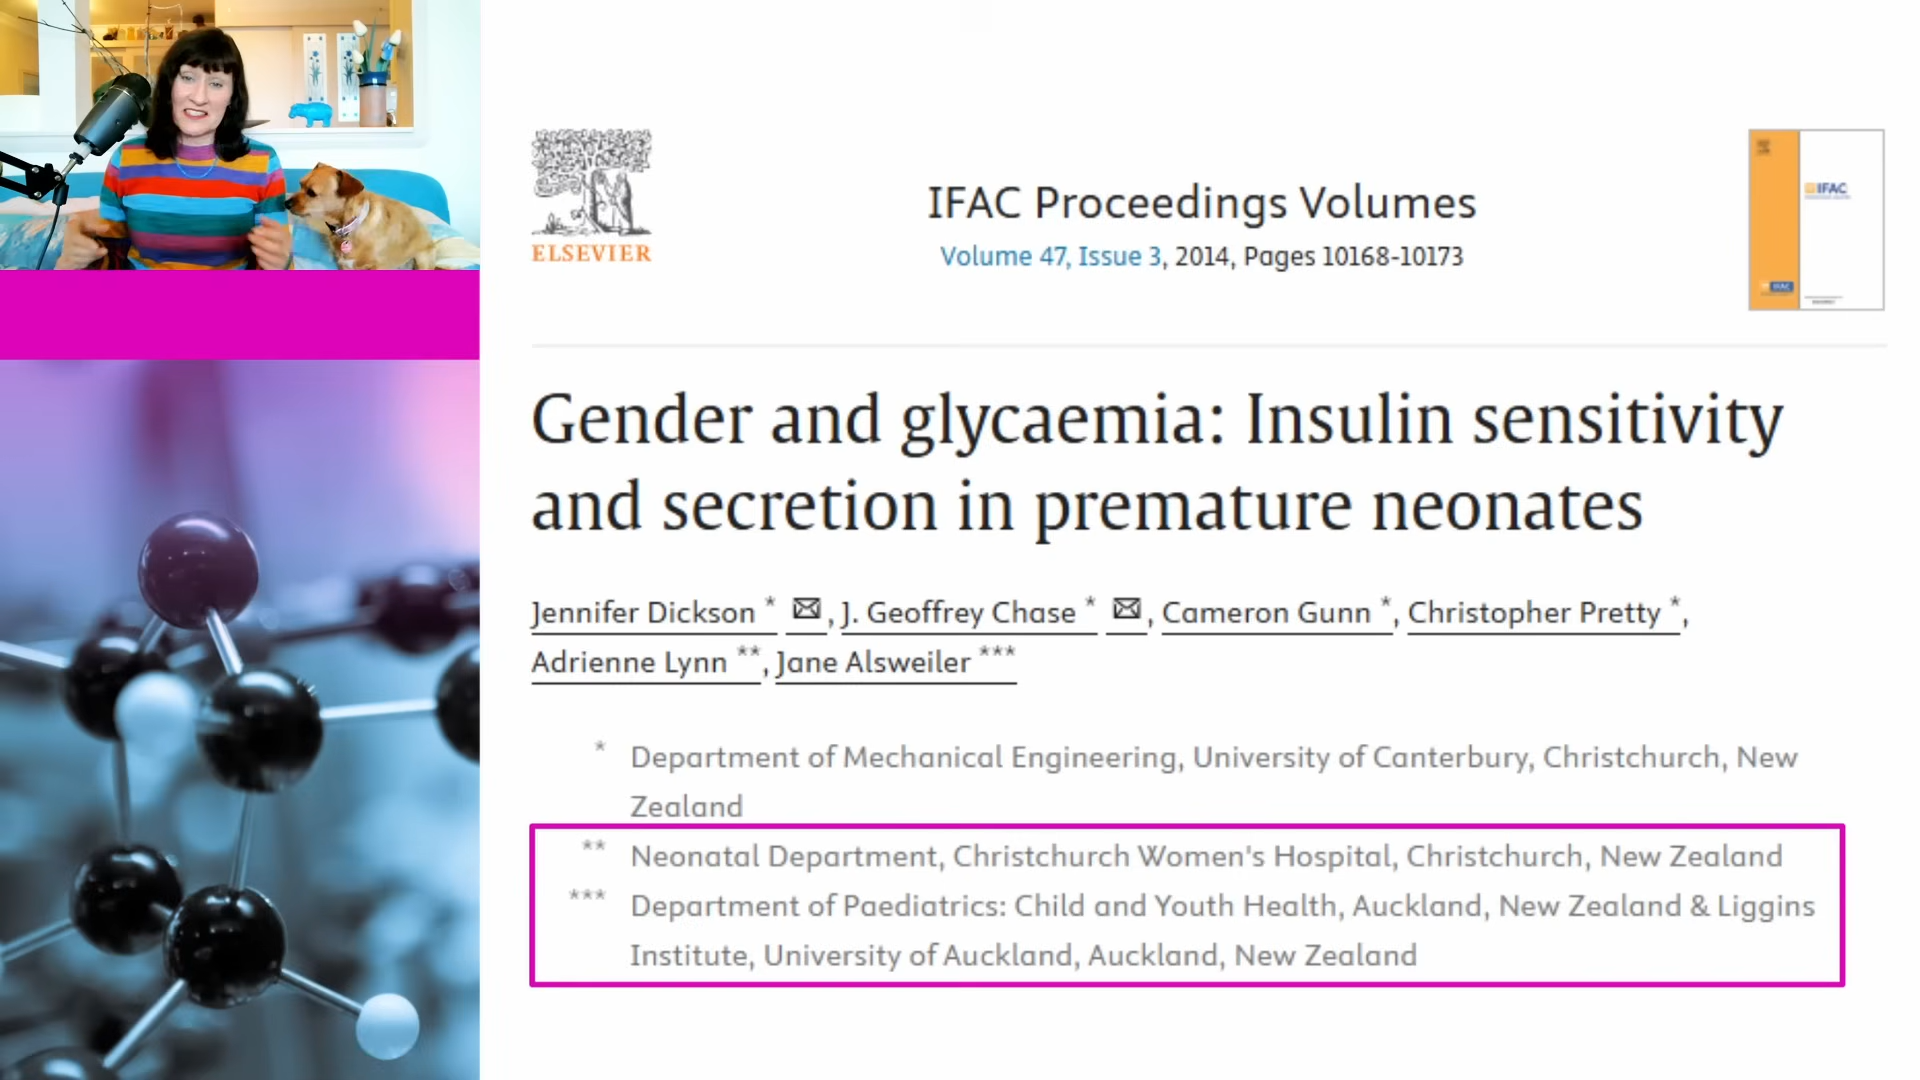 ELSEVIER
IFAC Proceedings Volumes
Volume 47, Issue 3, 2014, Pages 10168-10173
IFAC
IFAC
Gender and glycaemia: Insulin sensitivity
and secretion in premature neonates
Jennifer Dickson *, J. Geoffrey Chase *, Cameron Gunn *, Christopher Pretty *,
Adrienne Lynn **, Jane Alsweiler ***
* Department of Mechanical Engineering, University of Canterbury, Christchurch, New
Zealand
** Neonatal Department, Christchurch Women's Hospital, Christchurch, New Zealand
*** Department of Paediatrics: Child and Youth Health, Auckland, New Zealand & Liggins
Institute, University of Auckland, Auckland, New Zealand